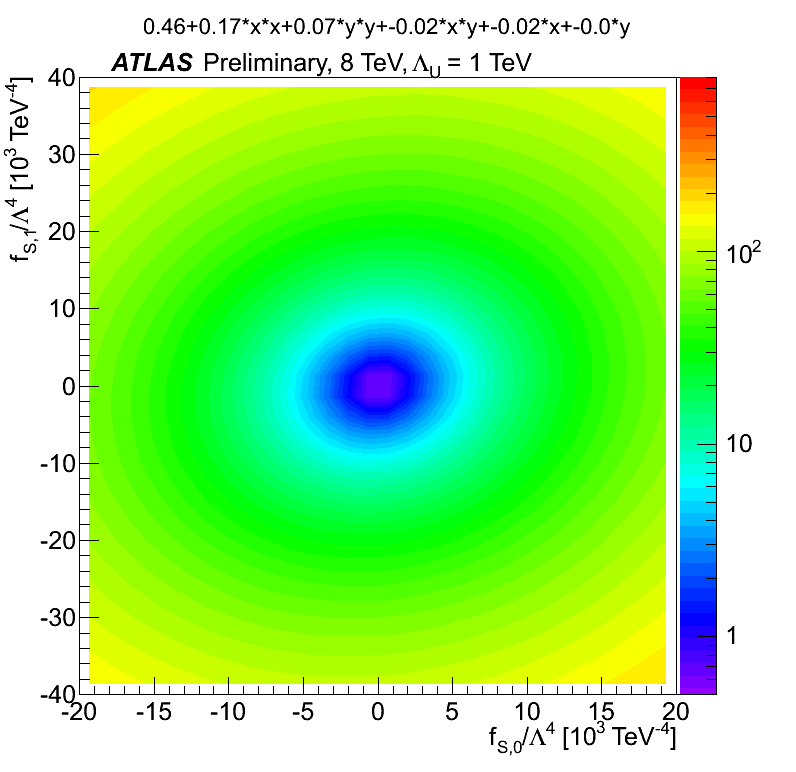 0.46+0.17*x*x+0.07*y*y+-0.02*x*y+-0.02*x+-0.0*y
ATLAS Preliminary, 8 TeV, Λ_U = 1 TeV
f_S,1/Λ^4 [10^3 TeV^-4]
40
30
20
10
0
-10
-20
-30
-40
-20 -15 -10 -5 0 5 10 15 20
f_S,0/Λ^4 [10^3 TeV^-4]
10^2
10
1